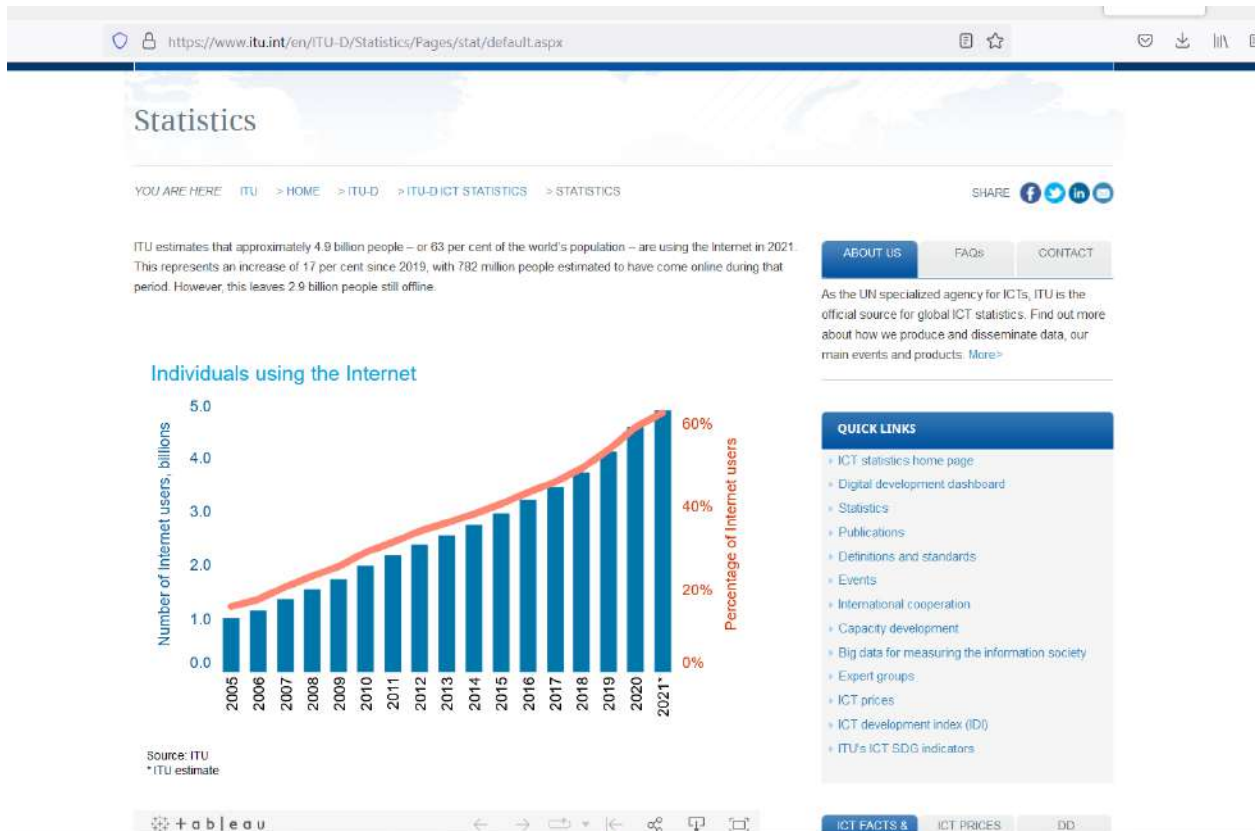 https://www.itu.int/en/ITU-D/Statistics/Pages/stat/default.aspx
Statistics
YOU ARE HERE ITU > HOME > ITU-D > ITU-D ICT STATISTICS > STATISTICS
SHARE
ITU estimates that approximately 4.9 billion people – or 63 per cent of the world's population – are using the Internet in 2021.
This represents an increase of 17 per cent since 2019, with 782 million people estimated to have come online during that
period. However, this leaves 2.9 billion people still offline.
Individuals using the Internet
Number of Internet users, billions
5.0
4.0
3.0
2.0
1.0
0.0
60%
40%
20%
0%
Percentage of Internet users
2005 2006 2007 2008 2009 2010 2011 2012 2013 2014 2015 2016 2017 2018 2019 2020 2021*
Source: ITU
* ITU estimate
+ a b | e a u
ABOUT US FAQs CONTACT
As the UN specialized agency for ICTs, ITU is the
official source for global ICT statistics. Find out more
about how we produce and disseminate data, our
main events and products. More>
QUICK LINKS
ICT statistics home page
Digital development dashboard
Statistics
Publications
Definitions and standards
Events
International cooperation
Capacity development
Big data for measuring the information society
Expert groups
ICT prices
ICT development index (IDI)
ITU's ICT SDG indicators
ICT FACTS & ICT PRICES DD